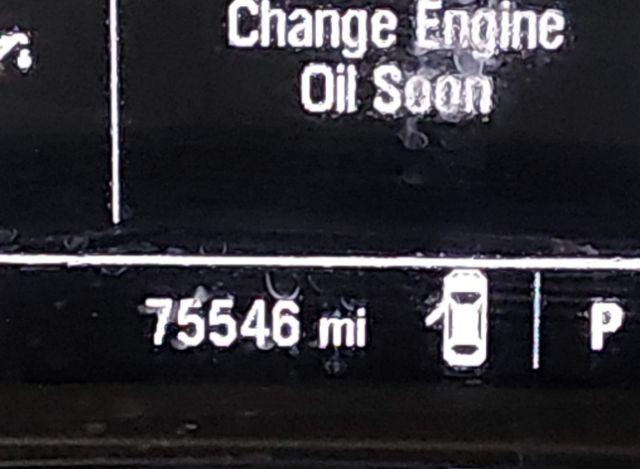 Change Engine
Oil Soon
75546 mi
P